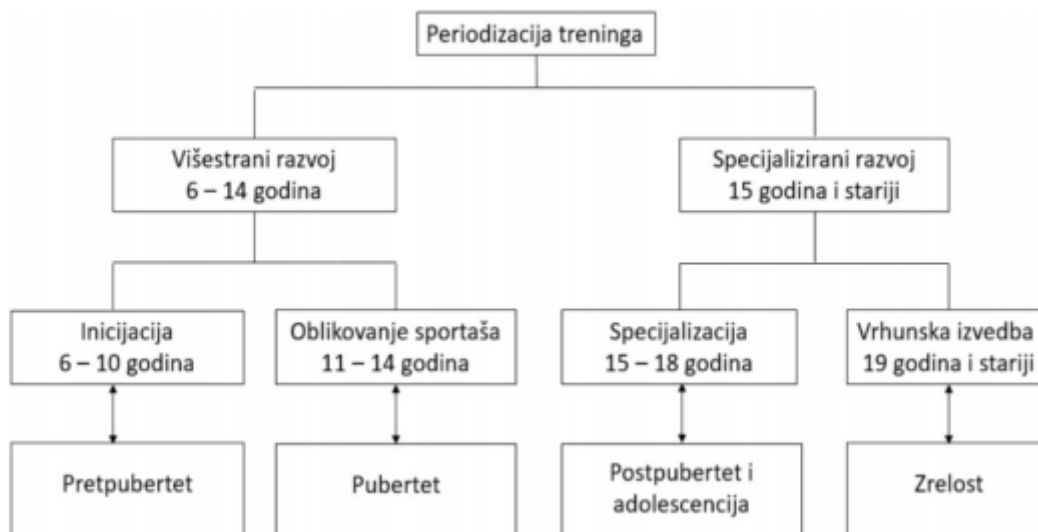 Periodizacija treninga
Višestrani razvoj
6 – 14 godina
Specijalizirani razvoj
15 godina i stariji
Inicijacija
6 – 10 godina
Oblikovanje sportaša
11 – 14 godina
Specijalizacija
15 – 18 godina
Vrhunska izvedba
19 godina i stariji
Pretpubertet
Pubertet
Postpubertet i
adolescencija
Zrelost